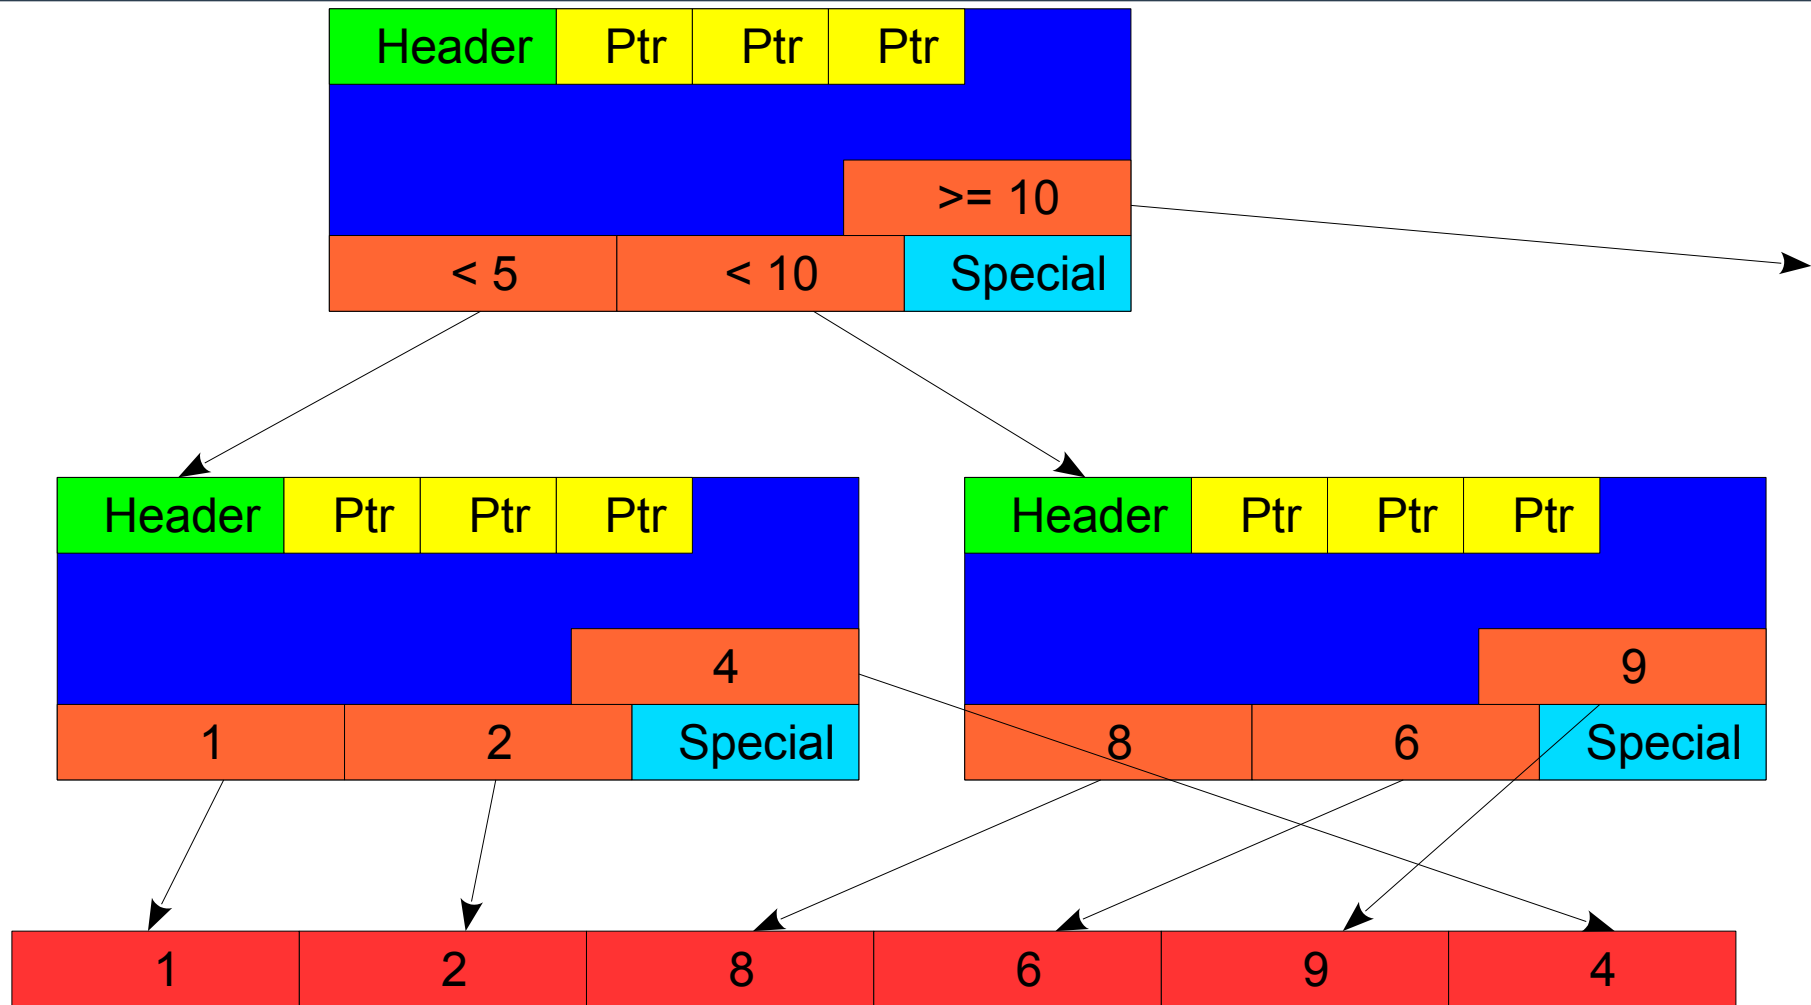 Header Ptr Ptr Ptr
>= 10
< 5 < 10 Special
Header Ptr Ptr Ptr
4
1 2 Special
Header Ptr Ptr Ptr
9
8 6 Special
1 2 8 6 9 4